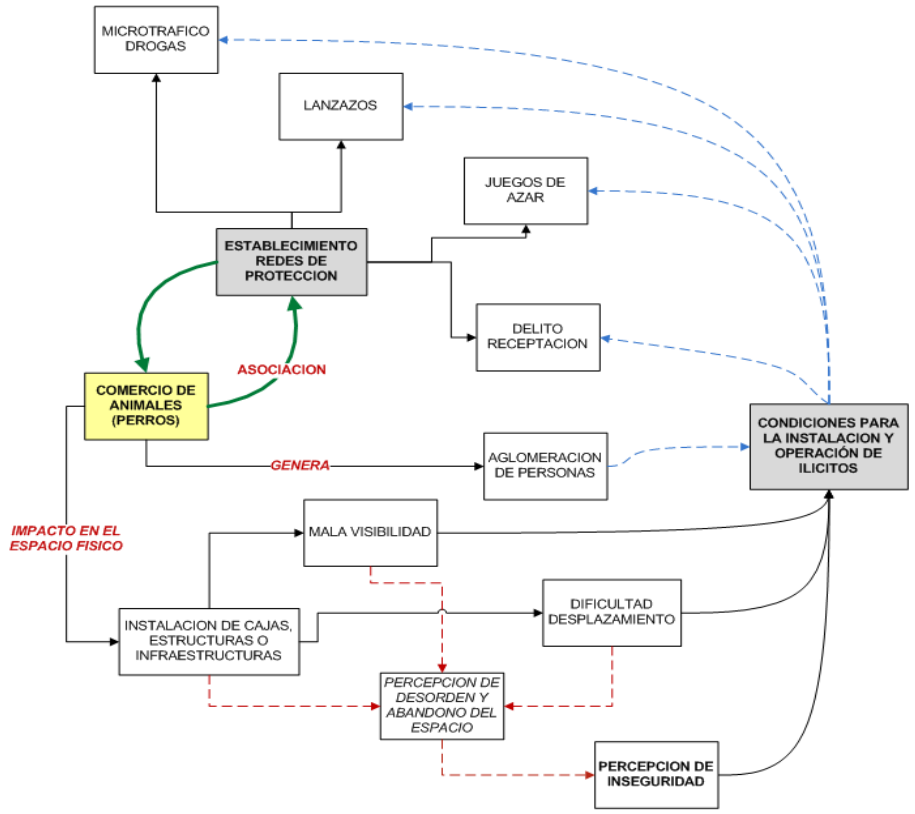 MICROTRAFICO
DROGAS
LANZAZOS
JUEGOS DE
AZAR
ESTABLECIMIENTO
REDES DE
PROTECCION
DELITO
RECEPTACION
ASOCIACION
COMERCIO DE
ANIMALES
(PERROS)
CONDICIONES PARA
LA INSTALACION Y
OPERACIÓN DE
ILICITOS
AGLOMERACION
DE PERSONAS
GENERA
IMPACTO EN EL
ESPACIO FISICO
MALA VISIBILIDAD
DIFICULTAD
DESPLAZAMIENTO
INSTALACION DE CAJAS,
ESTRUCTURAS O
INFRAESTRUCTURAS
PERCEPCION DE
DESORDEN Y
ABANDONO DEL
ESPACIO
PERCEPCION DE
INSEGURIDAD